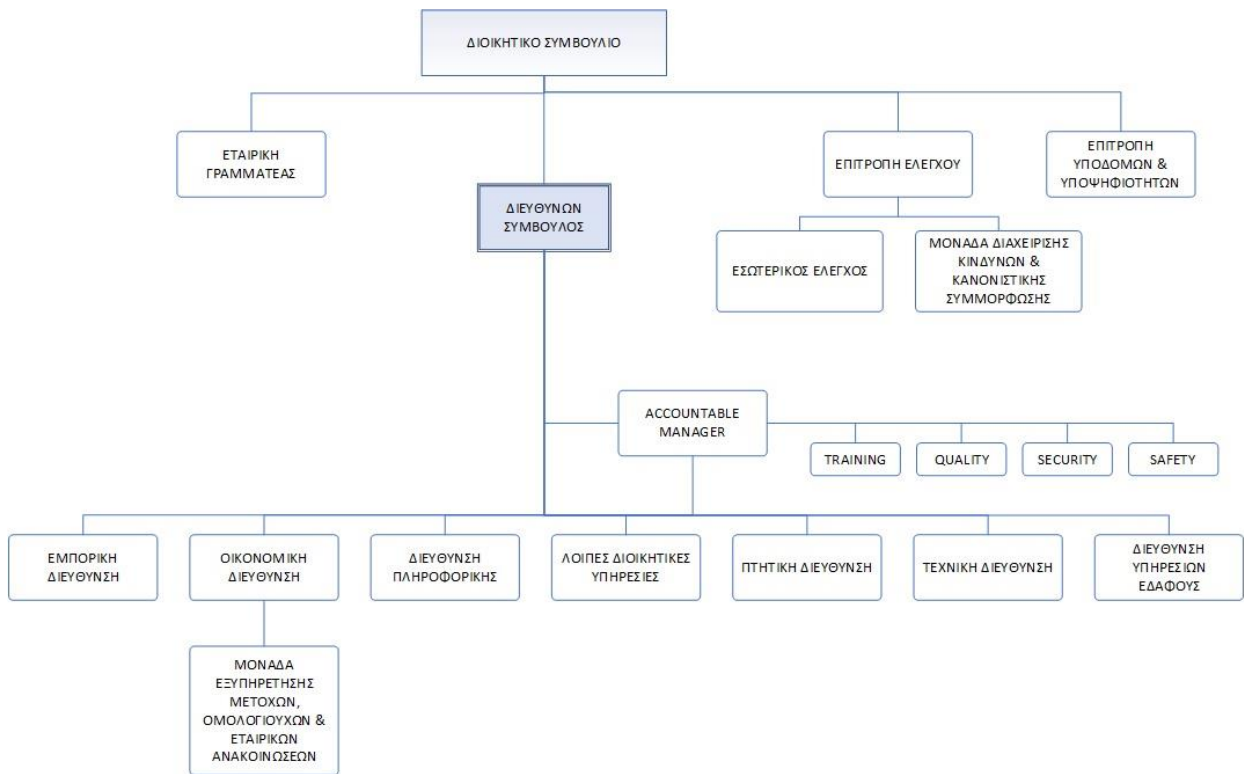 ΔΙΟΙΚΗΤΙΚΟ ΣΥΜΒΟΥΛΙΟ
ΕΤΑΙΡΙΚΗ
ΓΡΑΜΜΑΤΕΑΣ
ΕΠΙΤΡΟΠΗ ΕΛΕΓΧΟΥ
ΕΠΙΤΡΟΠΗ
ΥΠΟΔΟΜΩΝ &
ΥΠΟΨΗΦΙΟΤΗΤΩΝ
ΔΙΕΥΘΥΝΩΝ
ΣΥΜΒΟΥΛΟΣ
ΕΣΩΤΕΡΙΚΟΣ ΕΛΕΓΧΟΣ
ΜΟΝΑΔΑ ΔΙΑΧΕΙΡΙΣΗΣ
ΚΙΝΔΥΝΩΝ &
ΚΑΝΟΝΙΣΤΙΚΗΣ
ΣΥΜΜΟΡΦΩΣΗΣ
ACCOUNTABLE
MANAGER
TRAINING
QUALITY
SECURITY
SAFETY
ΕΜΠΟΡΙΚΗ
ΔΙΕΥΘΥΝΣΗ
ΟΙΚΟΝΟΜΙΚΗ
ΔΙΕΥΘΥΝΣΗ
ΔΙΕΥΘΥΝΣΗ
ΠΛΗΡΟΦΟΡΙΚΗΣ
ΛΟΙΠΕΣ ΔΙΟΙΚΗΤΙΚΕΣ
ΥΠΗΡΕΣΙΕΣ
ΠΤΗΤΙΚΗ ΔΙΕΥΘΥΝΣΗ
ΤΕΧΝΙΚΗ ΔΙΕΥΘΥΝΣΗ
ΔΙΕΥΘΥΝΣΗ
ΥΠΗΡΕΣΙΩΝ
ΕΔΑΦΟΥΣ
ΜΟΝΑΔΑ
ΕΞΥΠΗΡΕΤΗΣΗΣ
ΜΕΤΟΧΩΝ,
ΟΜΟΛΟΓΙΟΥΧΩΝ &
ΕΤΑΙΡΙΚΩΝ
ΑΝΑΚΟΙΝΩΣΕΩΝ